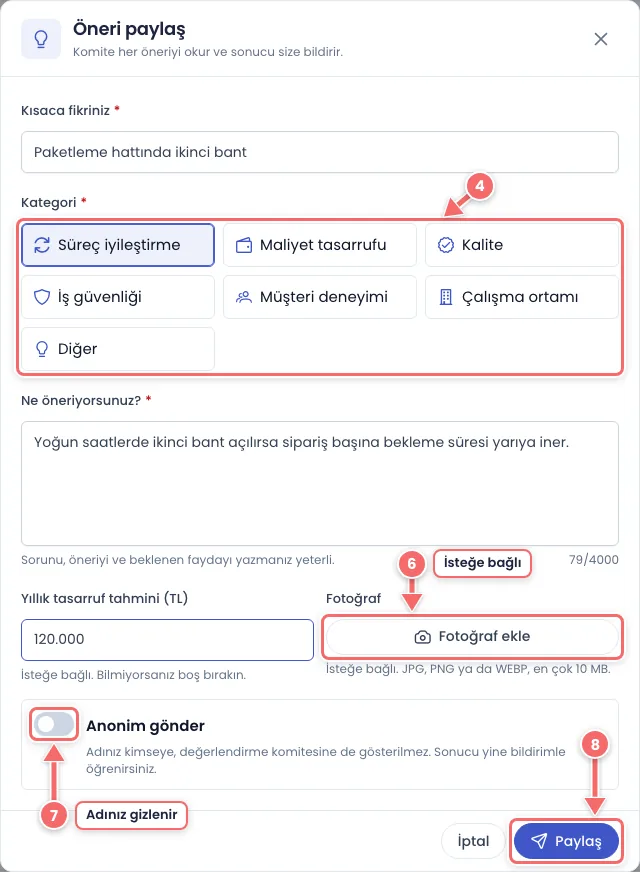 Öneri paylaş
Komite her öneriyi okur ve sonucu size bildirir.
Kısaca fikriniz *
Paketleme hattında ikinci bant
4
Kategori *
Süreç iyileştirme
Maliyet tasarrufu
Kalite
İş güvenliği
Müşteri deneyimi
Çalışma ortamı
Diğer
Ne öneriyorsunuz? *
Yoğun saatlerde ikinci bant açılırsa sipariş başına bekleme süresi yarıya iner.
Sorunu, öneriyi ve beklenen faydayı yazmanız yeterli.
6
İsteğe bağlı
79/4000
Yıllık tasarruf tahmini (TL)
Fotoğraf
120.000
Fotoğraf ekle
İsteğe bağlı. Bilmiyorsanız boş bırakın.
İsteğe bağlı. JPG, PNG ya da WEBP, en çok 10 MB.
Anonim gönder
Adınız kimseye, değerlendirme komitesine de gösterilmez. Sonucu yine bildirimle
öğrenirsiniz.
8
7
Adınız gizlenir
İptal
Paylaş